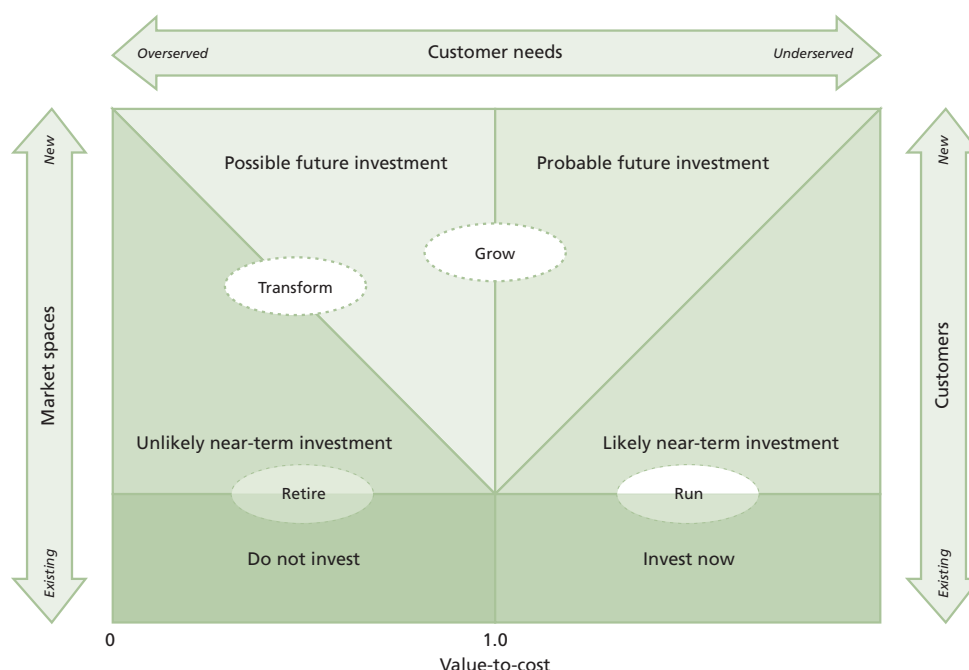 Overserved
Customer needs
Underserved
New
Market spaces
Existing
New
Customers
Existing
Possible future investment
Probable future investment
Grow
Transform
Unlikely near-term investment
Likely near-term investment
Retire
Run
Do not invest
Invest now
0
1.0
Value-to-cost